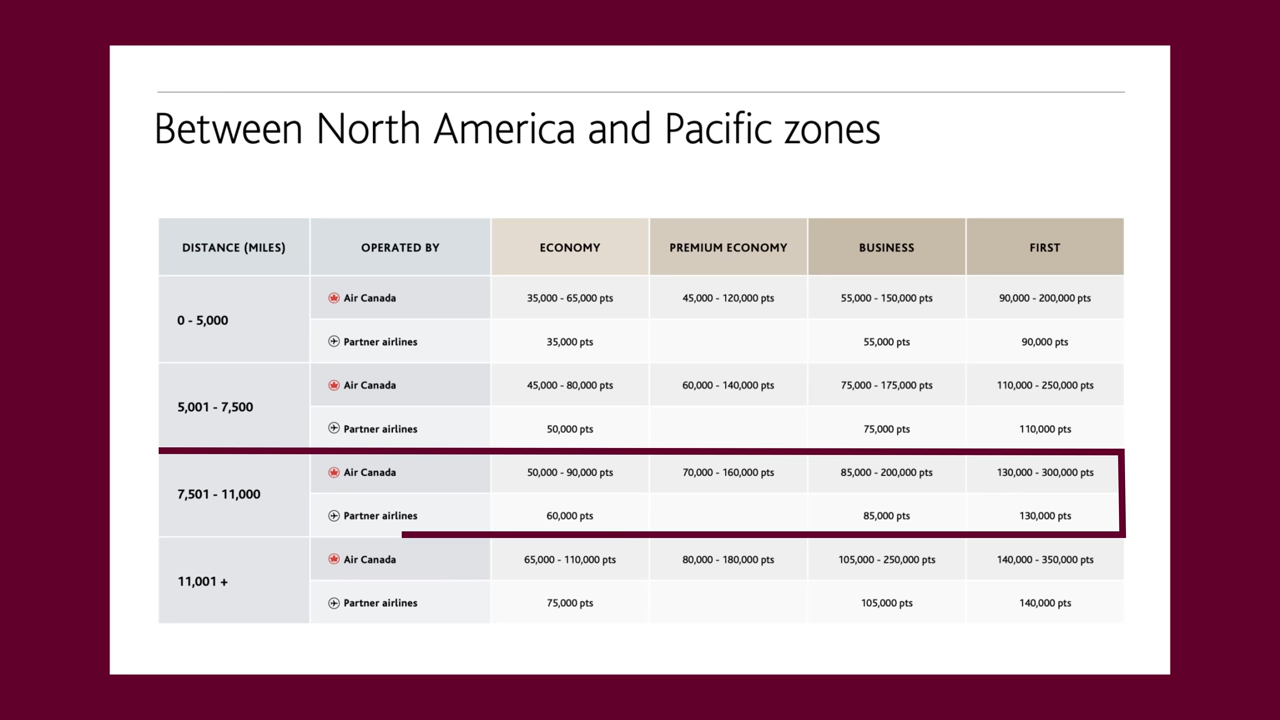 Between North America and Pacific zones
DISTANCE (MILES) OPERATED BY ECONOMY PREMIUM ECONOMY BUSINESS FIRST
0 - 5,000
Air Canada 35,000 - 65,000 pts 45,000 - 120,000 pts 55,000 - 150,000 pts 90,000 - 200,000 pts
Partner airlines 35,000 pts 55,000 pts 90,000 pts
5,001 - 7,500
Air Canada 45,000 - 80,000 pts 60,000 - 140,000 pts 75,000 - 175,000 pts 110,000 - 250,000 pts
Partner airlines 50,000 pts 75,000 pts 110,000 pts
7,501 - 11,000
Air Canada 50,000 - 90,000 pts 70,000 - 160,000 pts 85,000 - 200,000 pts 130,000 - 300,000 pts
Partner airlines 60,000 pts 85,000 pts 130,000 pts
11,001 +
Air Canada 65,000 - 110,000 pts 80,000 - 180,000 pts 105,000 - 250,000 pts 140,000 - 350,000 pts
Partner airlines 75,000 pts 105,000 pts 140,000 pts